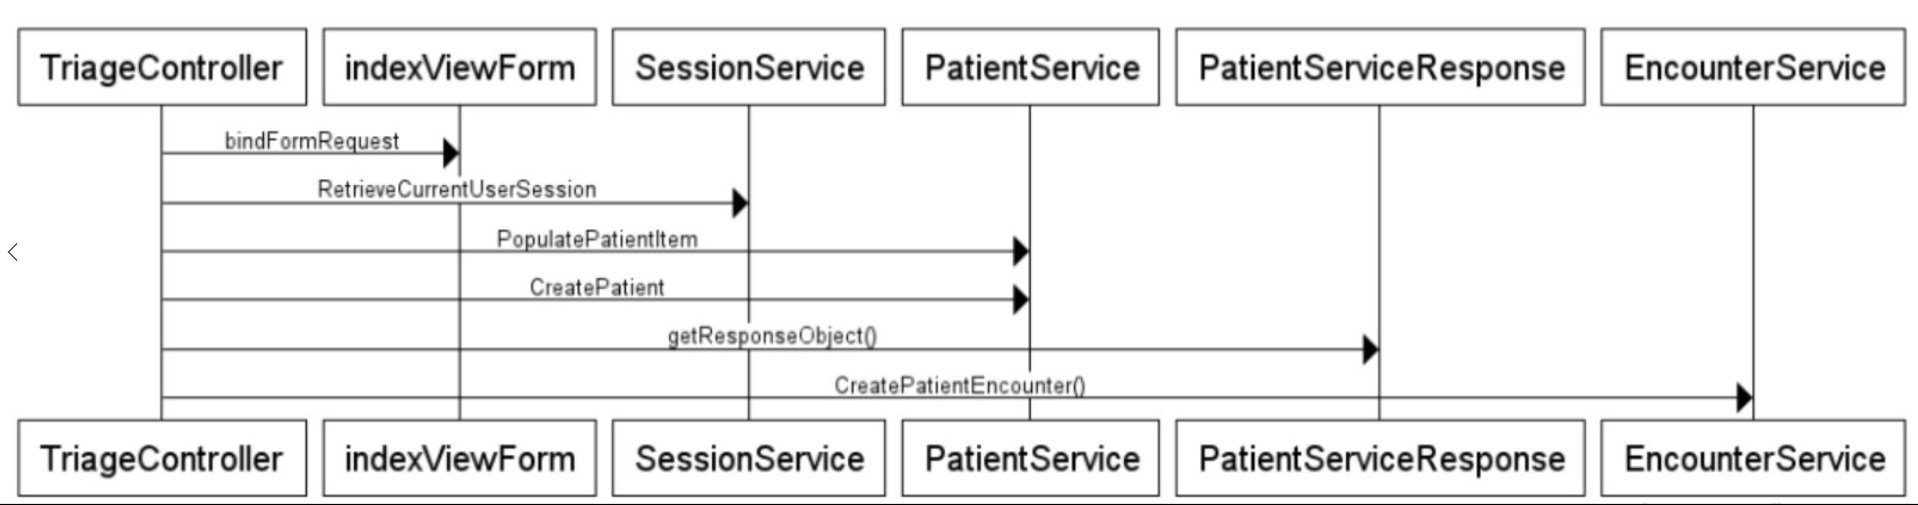 TriageController indexViewForm SessionService PatientService PatientServiceResponse EncounterService
bindFormRequest
RetrieveCurrentUserSession
PopulatePatientItem
CreatePatient
getResponseObject()
CreatePatientEncounter()
TriageController indexViewForm SessionService PatientService PatientServiceResponse EncounterService